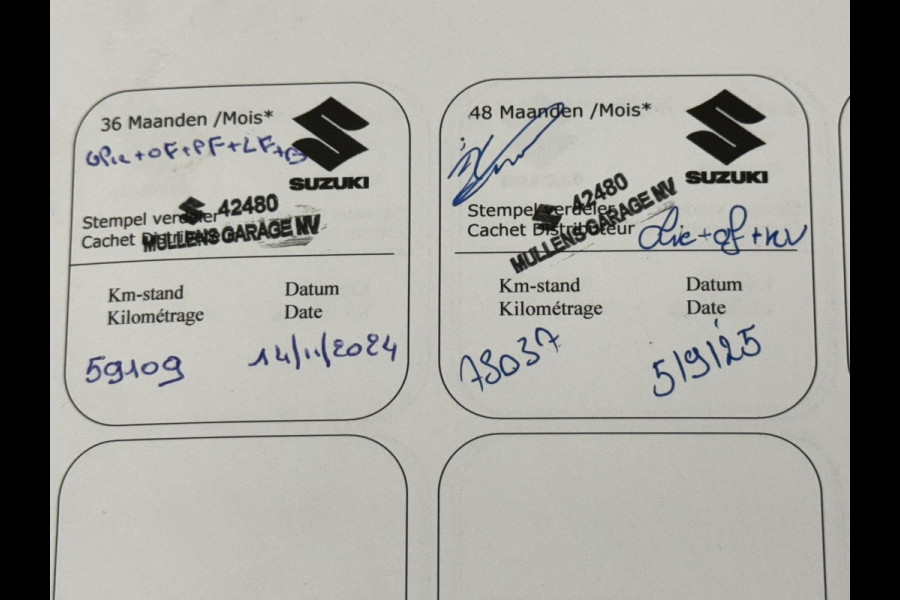 36 Maanden /Mois*
olie + OF + PF + LF +
SUZUKI
42480
Stempel verdeler
MULLENS GARAGE NV
Cachet Distributeur
Km-stand
Kilométrage
Datum
Date
59109
14/11/2024
48 Maanden /Mois*
SUZUKI
42480
Stempel verdeler
MULLENS GARAGE NV
Cachet Distributeur
olie + of + nv
Km-stand
Kilométrage
Datum
Date
78037
5/9/25